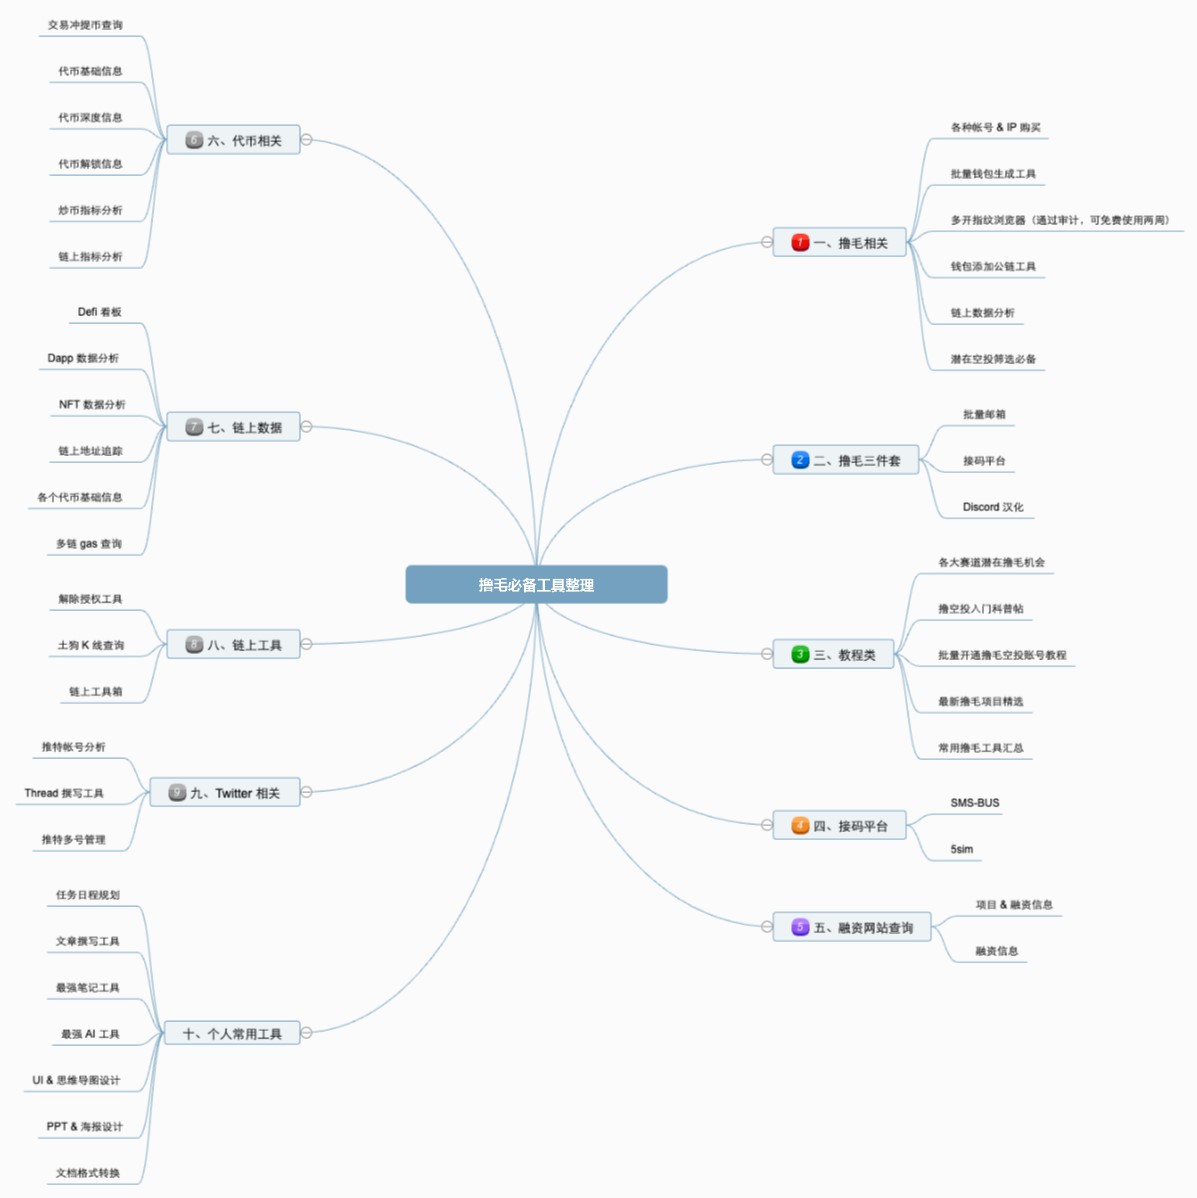 撸毛必备工具整理
一、撸毛相关
各种帐号 & IP 购买
批量钱包生成工具
多开指纹浏览器（通过审计，可免费使用两周）
钱包添加公链工具
链上数据分析
潜在空投筛选必备
二、撸毛三件套
批量邮箱
接码平台
Discord 汉化
三、教程类
各大赛道潜在撸毛机会
撸空投入门科普帖
批量开通撸毛空投账号教程
最新撸毛项目精选
常用撸毛工具汇总
四、接码平台
SMS-BUS
5sim
五、融资网站查询
项目 & 融资信息
融资信息
六、代币相关
交易冲提币查询
代币基础信息
代币深度信息
代币解锁信息
炒币指标分析
链上指标分析
七、链上数据
Defi 看板
Dapp 数据分析
NFT 数据分析
链上地址追踪
各个代币基础信息
多链 gas 查询
八、链上工具
解除授权工具
土狗 K 线查询
链上工具箱
九、Twitter 相关
推特帐号分析
Thread 撰写工具
推特多号管理
十、个人常用工具
任务日程规划
文章撰写工具
最强笔记工具
最强 AI 工具
UI & 思维导图设计
PPT & 海报设计
文档格式转换